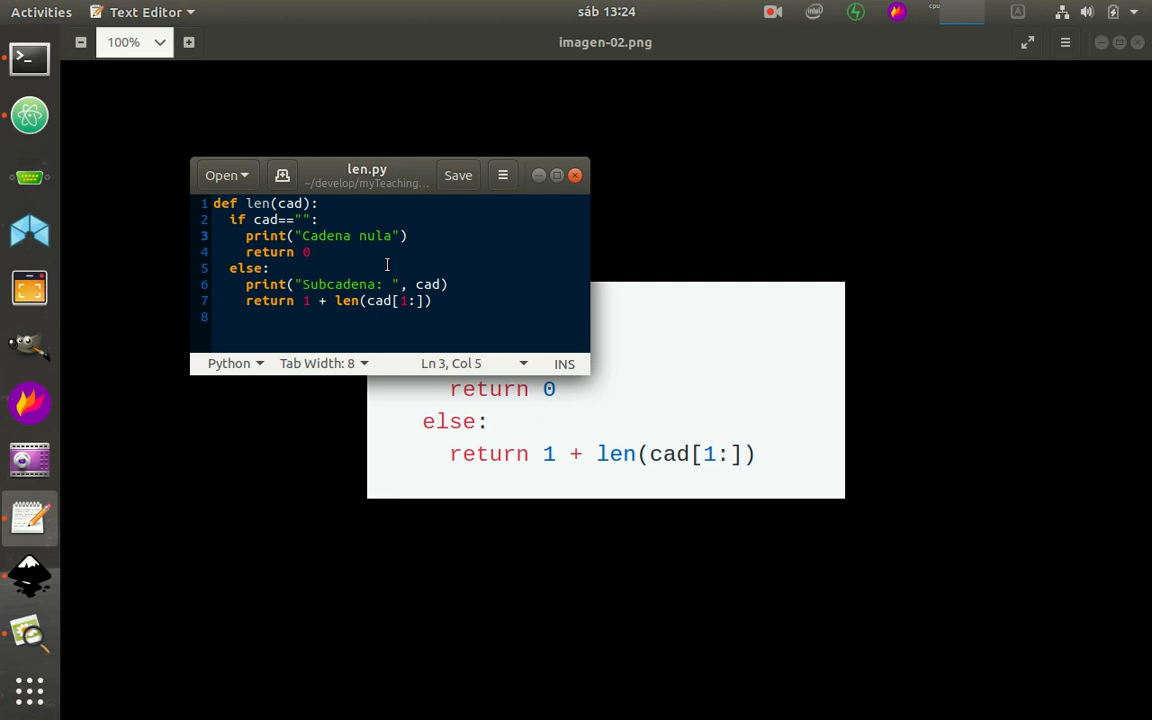 Activities Text Editor sáb 13:24 cpu A
100% imagen-02.png
Open len.py Save
~/develop/myTeaching...
1 def len(cad):
2 if cad=="":
3 print("Cadena nula")
4 return 0
5 else:
6 print("Subcadena: ", cad)
7 return 1 + len(cad[1:])
8
Python Tab Width: 8 Ln 3, Col 5 INS
return 0
else:
return 1 + len(cad[1:])